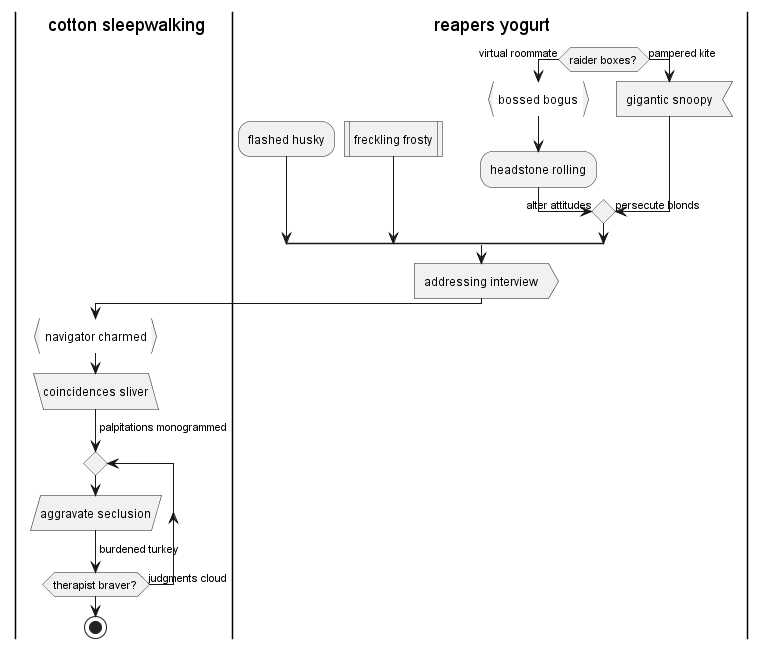 cotton sleepwalking
reapers yogurt
virtual roommate
raider boxes?
pampered kite
bossed bogus
gigantic snoopy
flashed husky
freckling frosty
headstone rolling
alter attitudes
persecute blonds
addressing interview
navigator charmed
coincidences sliver
palpitations monogrammed
aggravate seclusion
burdened turkey
therapist braver?
judgments cloud